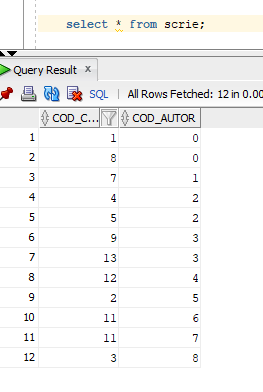 select * from scrie;
Query Result x
SQL | All Rows Fetched: 12 in 0.00
COD_C... COD_AUTOR
1 1 0
2 8 0
3 7 1
4 4 2
5 5 2
6 9 3
7 13 3
8 12 4
9 2 5
10 11 6
11 11 7
12 3 8